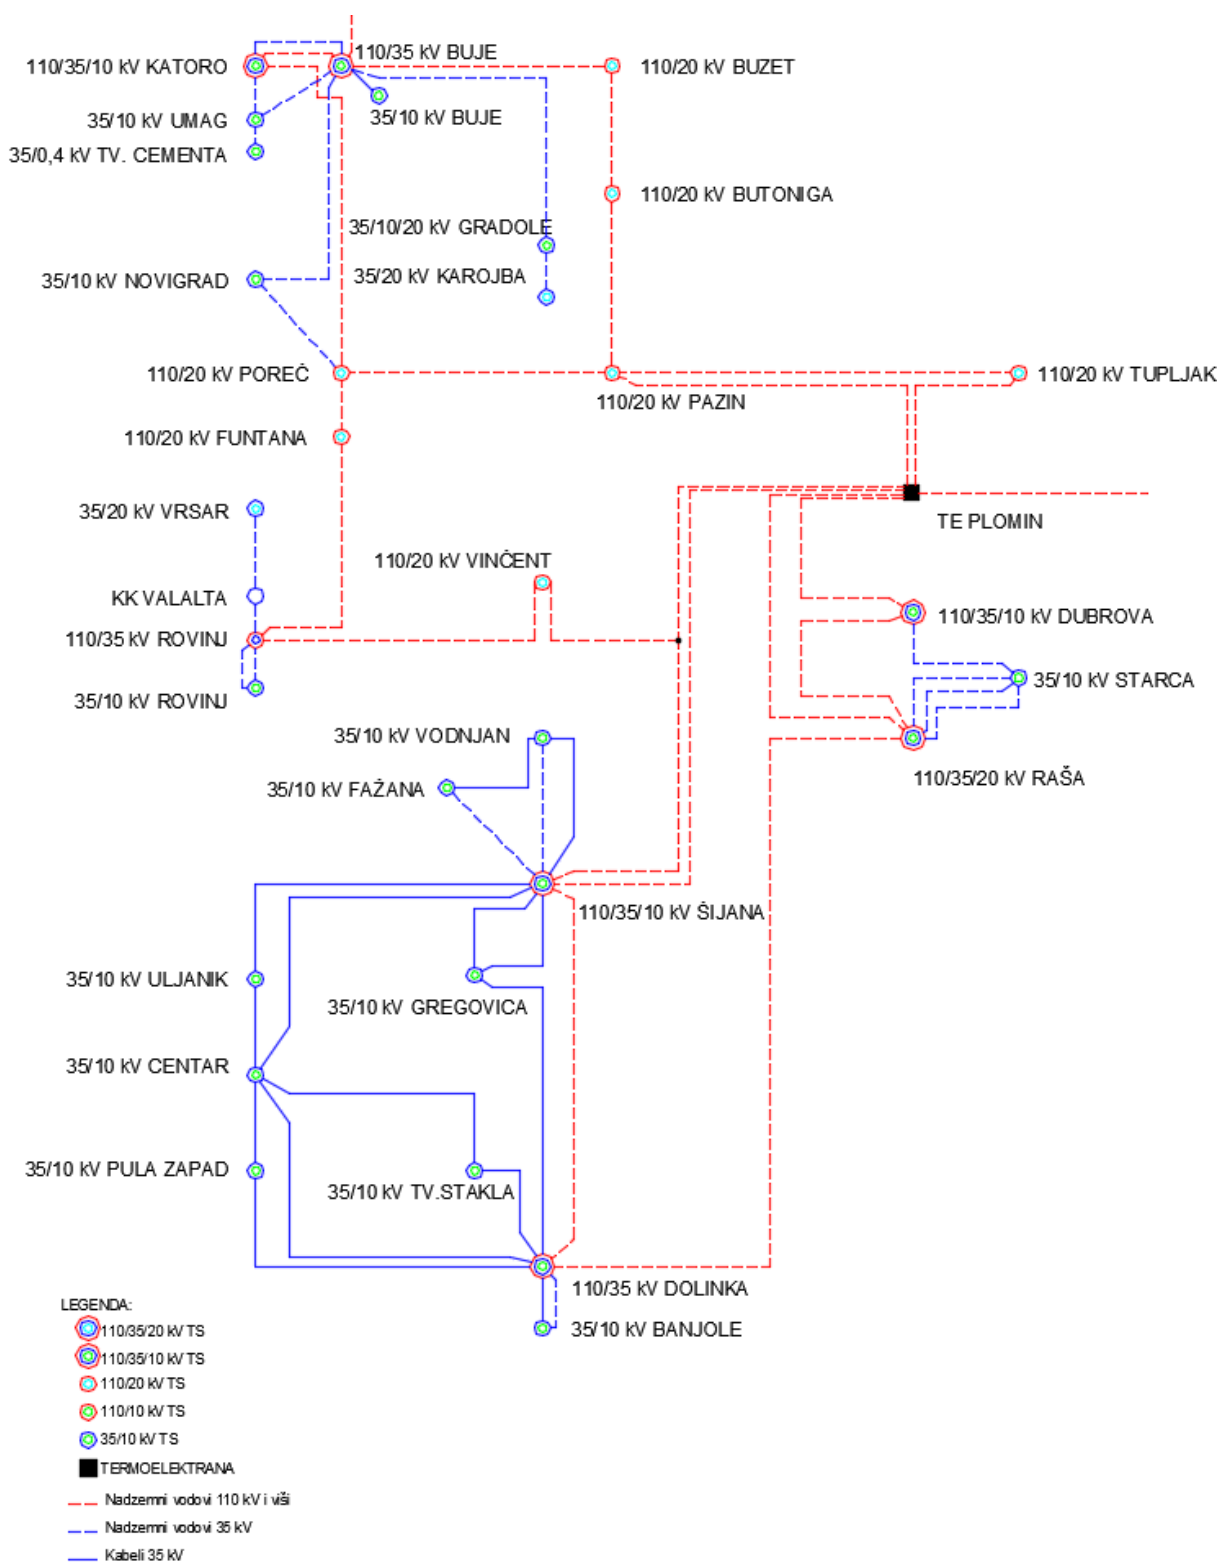 110/35 kV BUJE
110/35/10 kV KATORO
110/20 kV BUZET
35/10 kV UMAG
35/10 kV BUJE
35/0,4 kV TV. CEMENTA
110/20 kV BUTONIGA
35/10/20 kV GRADOLE
35/20 kV KAROJBA
35/10 kV NOVIGRAD
110/20 kV POREČ
110/20 kV TUPLJAK
110/20 kV PAZIN
110/20 kV FUNTANA
35/20 kV VRSAR
TE PLOMIN
110/20 kV VINČENT
KK VALALTA
110/35/10 kV DUBROVA
110/35 kV ROVINJ
35/10 kV STARCA
35/10 kV ROVINJ
35/10 kV VODNJAN
110/35/20 kV RAŠA
35/10 kV FAŽANA
110/35/10 kV ŠIJANA
35/10 kV ULJANIK
35/10 kV GREGOVICA
35/10 kV CENTAR
35/10 kV PULA ZAPAD
35/10 kV TV.STAKLA
110/35 kV DOLINKA
35/10 kV BANJOLE
LEGENDA:
110/35/20 kV TS
110/35/10 kV TS
110/20 kV TS
110/10 kV TS
35/10 kV TS
TERMOELEKTRANA
Nadzemni vodovi 110 kV i viši
Nadzemni vodovi 35 kV
Kabeli 35 kV